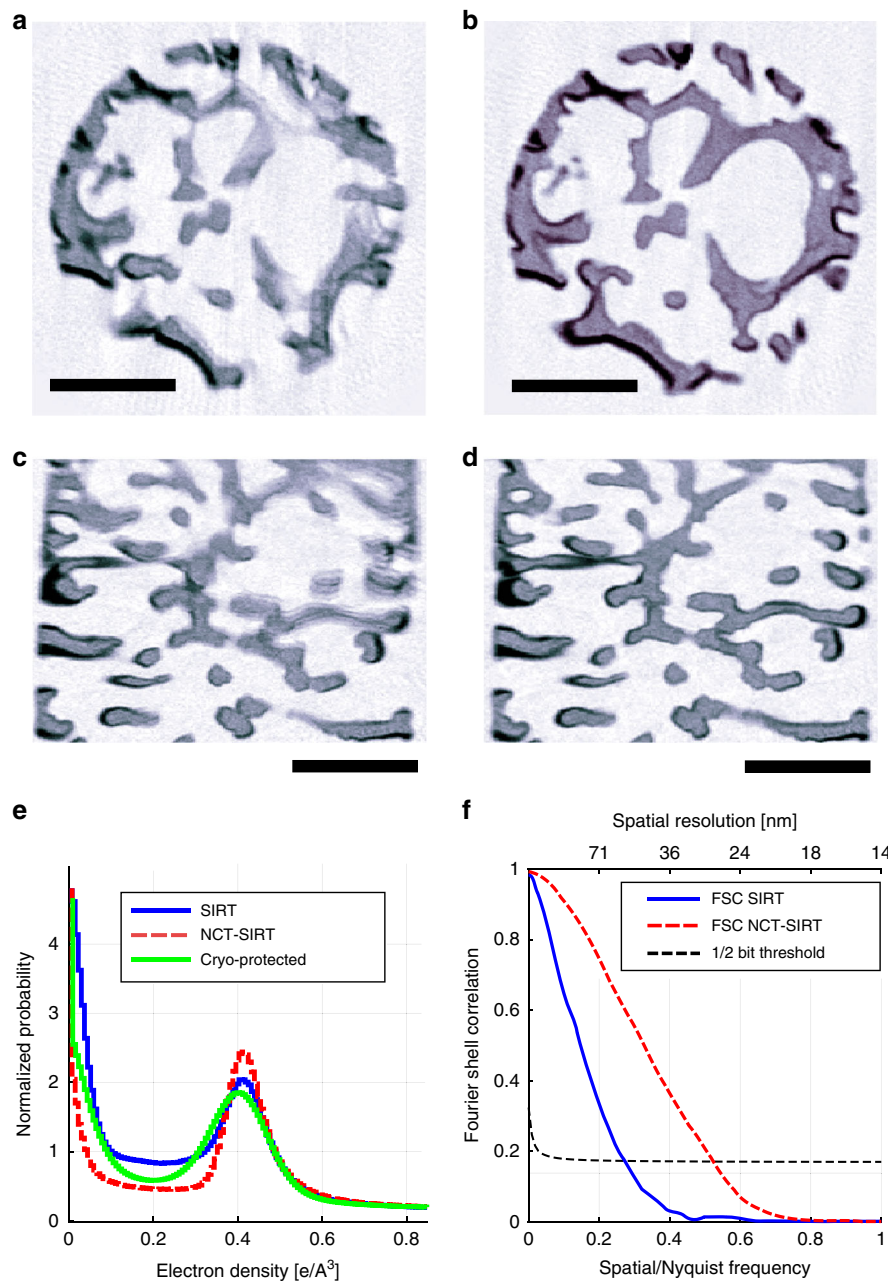 a
b
c
d
e
f
SIRT
NCT-SIRT
Cryo-protected
Normalized probability
4
3
2
1
0
0
0.2
0.4
0.6
0.8
Electron density [e/A³]
Spatial resolution [nm]
71
36
24
18
14
FSC SIRT
FSC NCT-SIRT
1/2 bit threshold
Fourier shell correlation
1
0.8
0.6
0.4
0.2
0
0
0.2
0.4
0.6
0.8
1
Spatial/Nyquist frequency